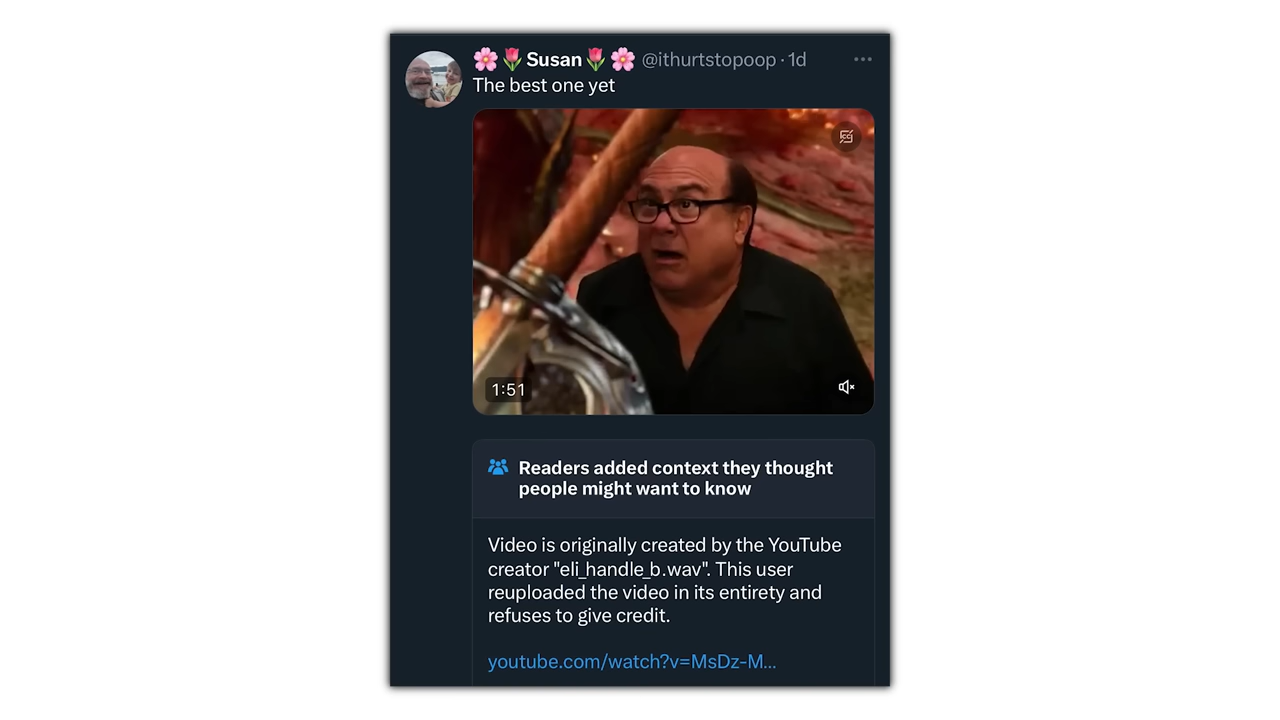 🌸🌷Susan🌷🌸 @ithurtstopoop · 1d
The best one yet
1:51
Readers added context they thought
people might want to know
Video is originally created by the YouTube
creator "eli_handle_b.wav". This user
reuploaded the video in its entirety and
refuses to give credit.
youtube.com/watch?v=MsDz-M...